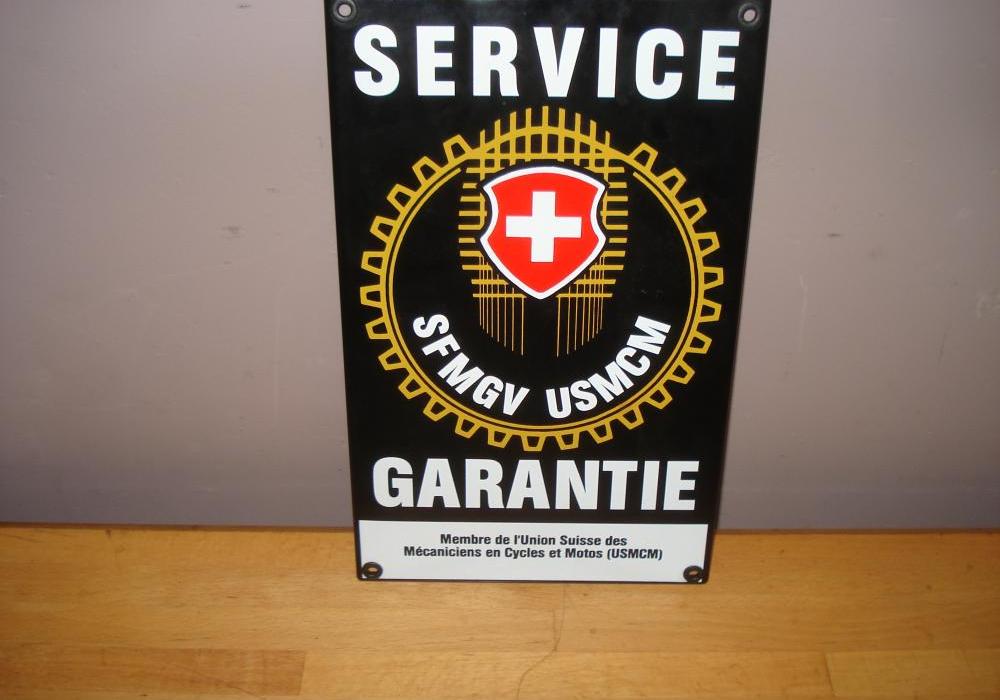 SERVICE
SFMGV USMCM
GARANTIE
Membre de l'Union Suisse des
Mécaniciens en Cycles et Motos (USMCM)